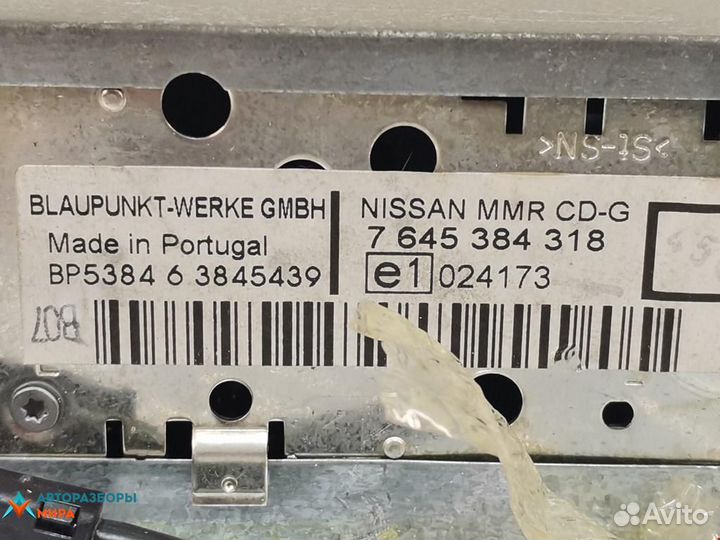 >NS-IS<
BLAUPUNKT-WERKE GMBH
Made in Portugal
BP5384 6 3845439
NISSAN MMR CD-G
7 645 384 318
e1 024173
B07
АВТОРАЗБОРЫ
МИРА
Avito